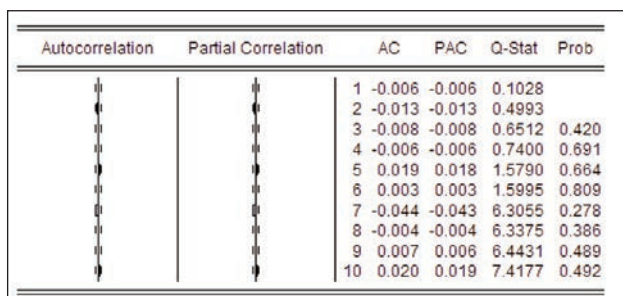 Autocorrelation Partial Correlation AC PAC Q-Stat Prob
1 -0.006 -0.006 0.1028
2 -0.013 -0.013 0.4993
3 -0.008 -0.008 0.6512 0.420
4 -0.006 -0.006 0.7400 0.691
5 0.019 0.018 1.5790 0.664
6 0.003 0.003 1.5995 0.809
7 -0.044 -0.043 6.3055 0.278
8 -0.004 -0.004 6.3375 0.386
9 0.007 0.006 6.4431 0.489
10 0.020 0.019 7.4177 0.492